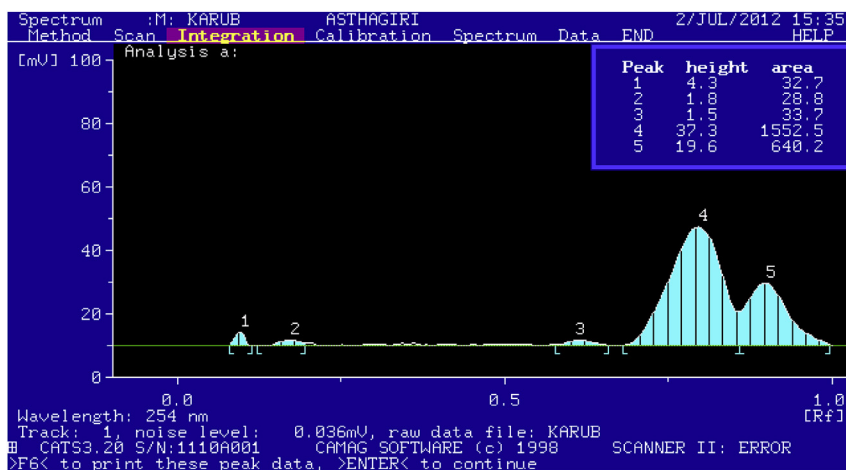 Spectrum :M: KARUB ASTHAGIRI 2/JUL/2012 15:35
Method Scan Integration Calibration Spectrum Data END HELP
[mV] 100 Analysis a:
Peak height area
1 4.3 32.7
2 1.8 28.8
3 1.5 33.7
4 37.3 1552.5
5 19.6 640.2
80
60
4
40
5
20
1 2 3
0
0.0 0.5 1.0
Wavelength: 254 nm [Rf]
Track: 1, noise level: 0.036mV, raw data file: KARUB
CATS3.20 S/N:1110A001 CAMAG SOFTWARE (c) 1998 SCANNER II: ERROR
>F6< to print these peak data, >ENTER< to continue